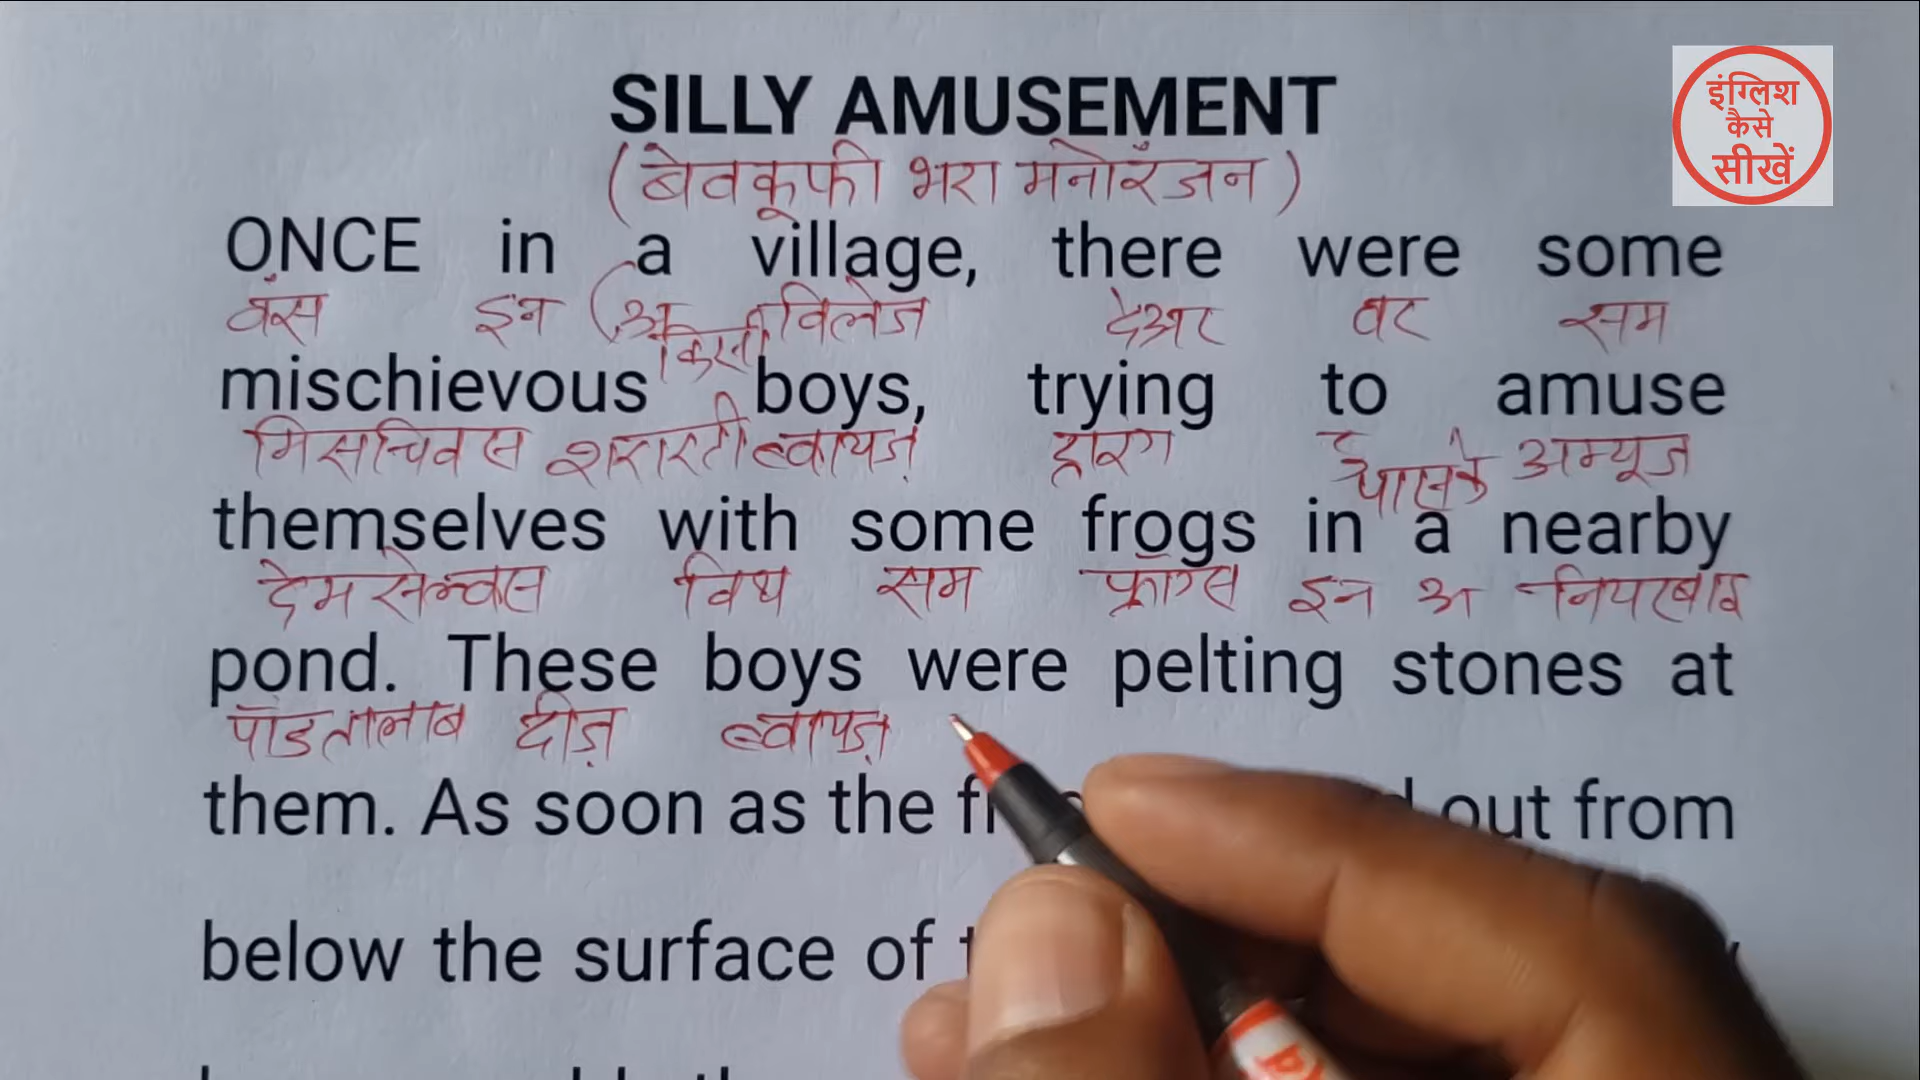 SILLY AMUSEMENT
इंग्लिश
कैसे
सीखें
(बेवकूफी भरा मनोरंजन)
ONCE in a village, there were some
वंस इन (अ विलेज देअर वर सम
किसी
mischievous boys, trying to amuse
मिसचिवस शरारती ब्वायज़ ट्राइंग टू अम्यूज
पास के
themselves with some frogs in a nearby
देमसेल्वस विथ सम फ्रॉग्स इन अ नियरबाइ
pond. These boys were pelting stones at
पॉंड तालाब दीज़ ब्वायज़
them. As soon as the out from
below the surface of